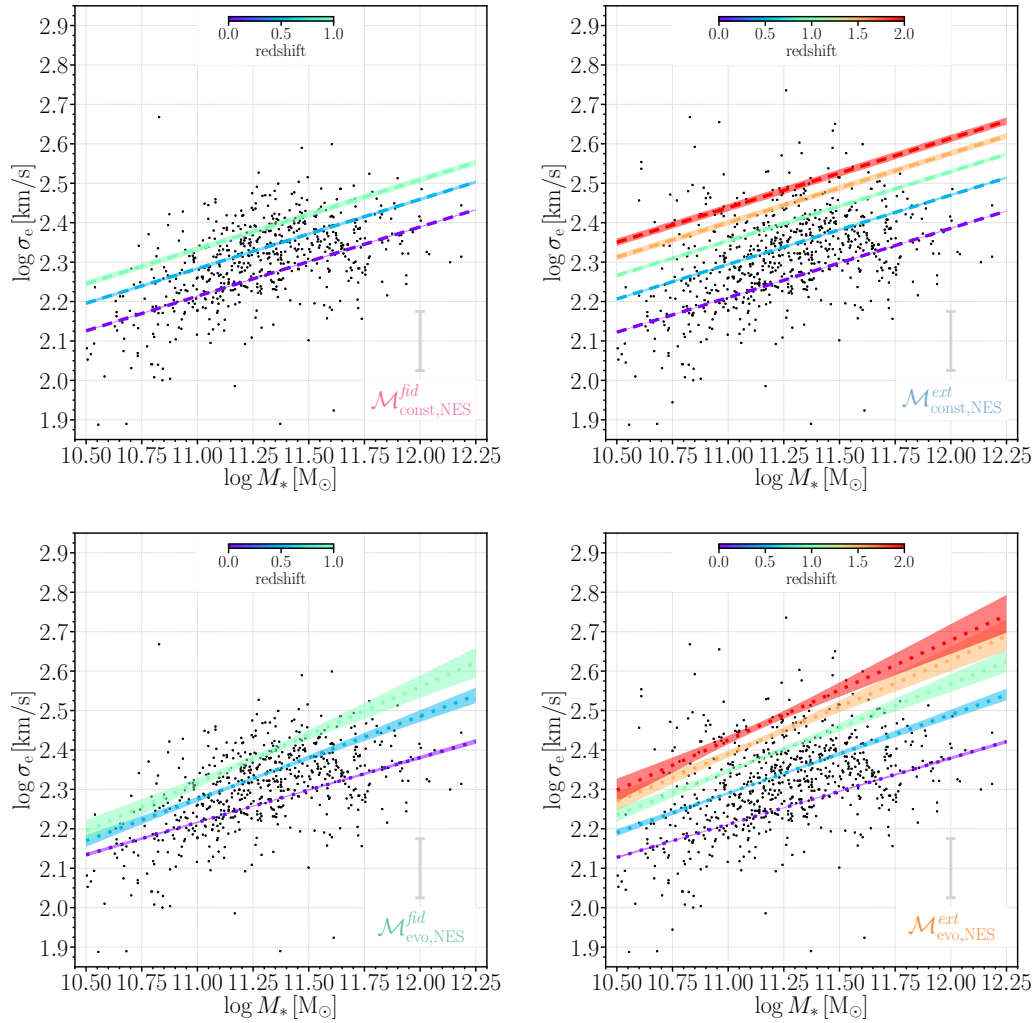 0.0 0.5 1.0
redshift
2.9
2.8
2.7
2.6
2.5
2.4
2.3
2.2
2.1
2.0
1.9
log σₑ [km/s]
10.50 10.75 11.00 11.25 11.50 11.75 12.00 12.25
log M* [M⊙]
ℳ^fid_const,NES
0.0 0.5 1.0 1.5 2.0
redshift
2.9
2.8
2.7
2.6
2.5
2.4
2.3
2.2
2.1
2.0
1.9
log σₑ [km/s]
10.50 10.75 11.00 11.25 11.50 11.75 12.00 12.25
log M* [M⊙]
ℳ^ext_const,NES
0.0 0.5 1.0
redshift
2.9
2.8
2.7
2.6
2.5
2.4
2.3
2.2
2.1
2.0
1.9
log σₑ [km/s]
10.50 10.75 11.00 11.25 11.50 11.75 12.00 12.25
log M* [M⊙]
ℳ^fid_evo,NES
0.0 0.5 1.0 1.5 2.0
redshift
2.9
2.8
2.7
2.6
2.5
2.4
2.3
2.2
2.1
2.0
1.9
log σₑ [km/s]
10.50 10.75 11.00 11.25 11.50 11.75 12.00 12.25
log M* [M⊙]
ℳ^ext_evo,NES